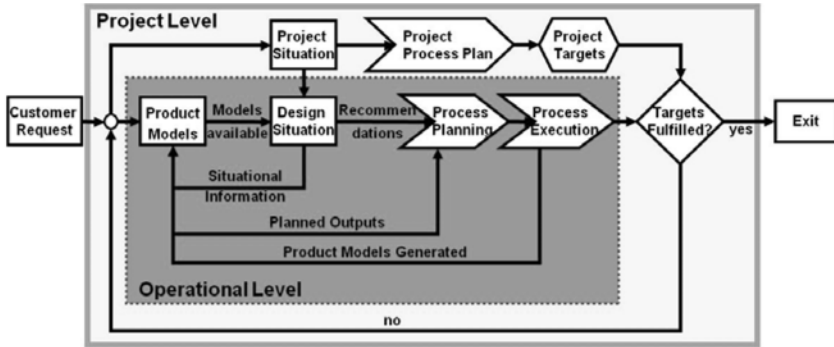 Project Level
Project
Situation
Project
Process Plan
Project
Targets
Customer
Request
Product
Models
Models
available
Design
Situation
Recommen
dations
Process
Planning
Process
Execution
Targets
Fulfilled?
yes
Exit
Situational
Information
Planned Outputs
Product Models Generated
Operational Level
no